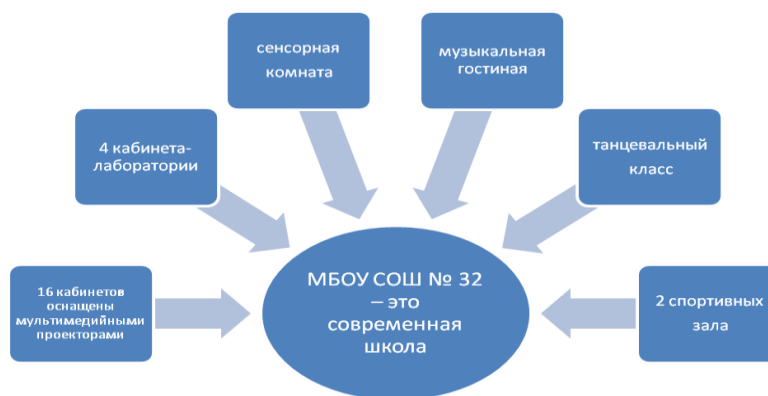 сенсорная
комната
музыкальная
гостиная
4 кабинета-
лаборатории
танцевальный
класс
16 кабинетов
оснащены
мультимедийными
проекторами
МБОУ СОШ № 32
– это
современная
школа
2 спортивных
зала